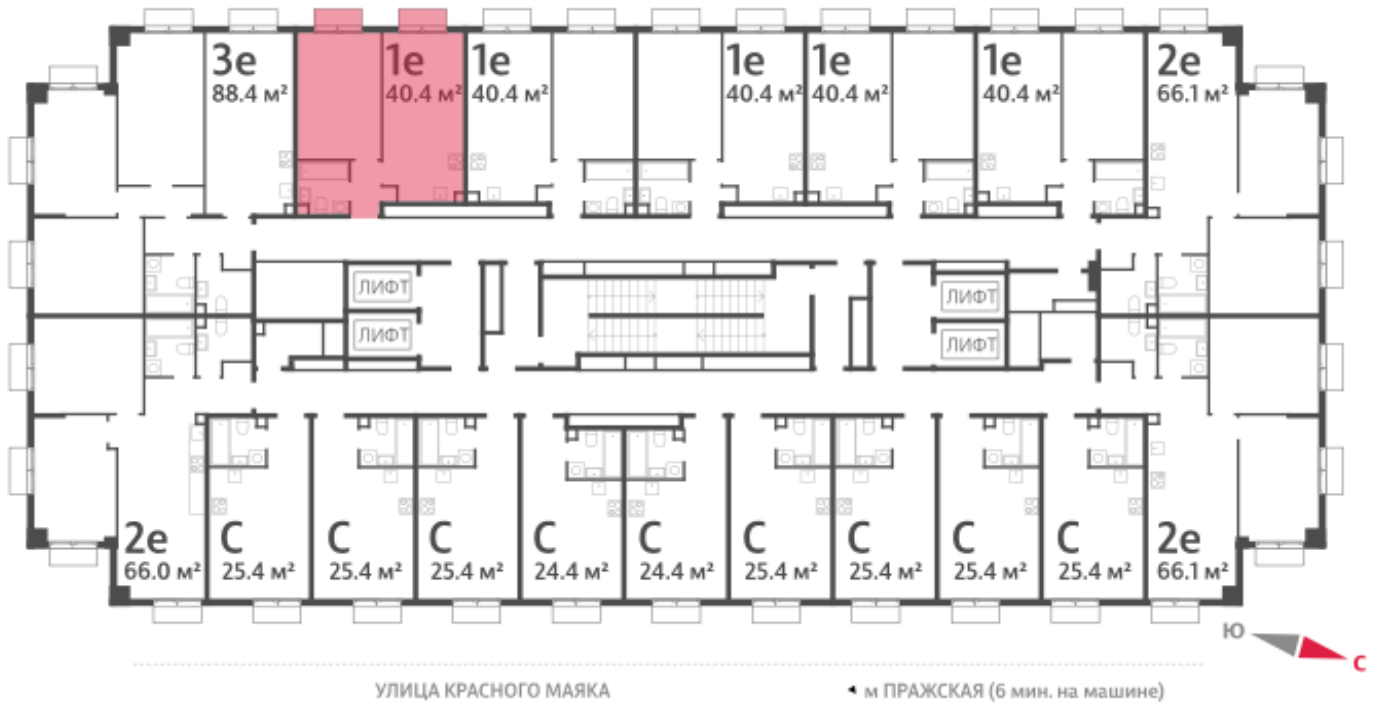 3е
88.4 м²
1е
40.4 м²
1е
40.4 м²
1е
40.4 м²
1е
40.4 м²
1е
40.4 м²
2е
66.1 м²
ЛИФТ
ЛИФТ
ЛИФТ
ЛИФТ
2е
66.0 м²
С
25.4 м²
С
25.4 м²
С
25.4 м²
С
24.4 м²
С
24.4 м²
С
25.4 м²
С
25.4 м²
С
25.4 м²
С
25.4 м²
2е
66.1 м²
Ю
С
УЛИЦА КРАСНОГО МАЯКА
м ПРАЖСКАЯ (6 мин. на машине)